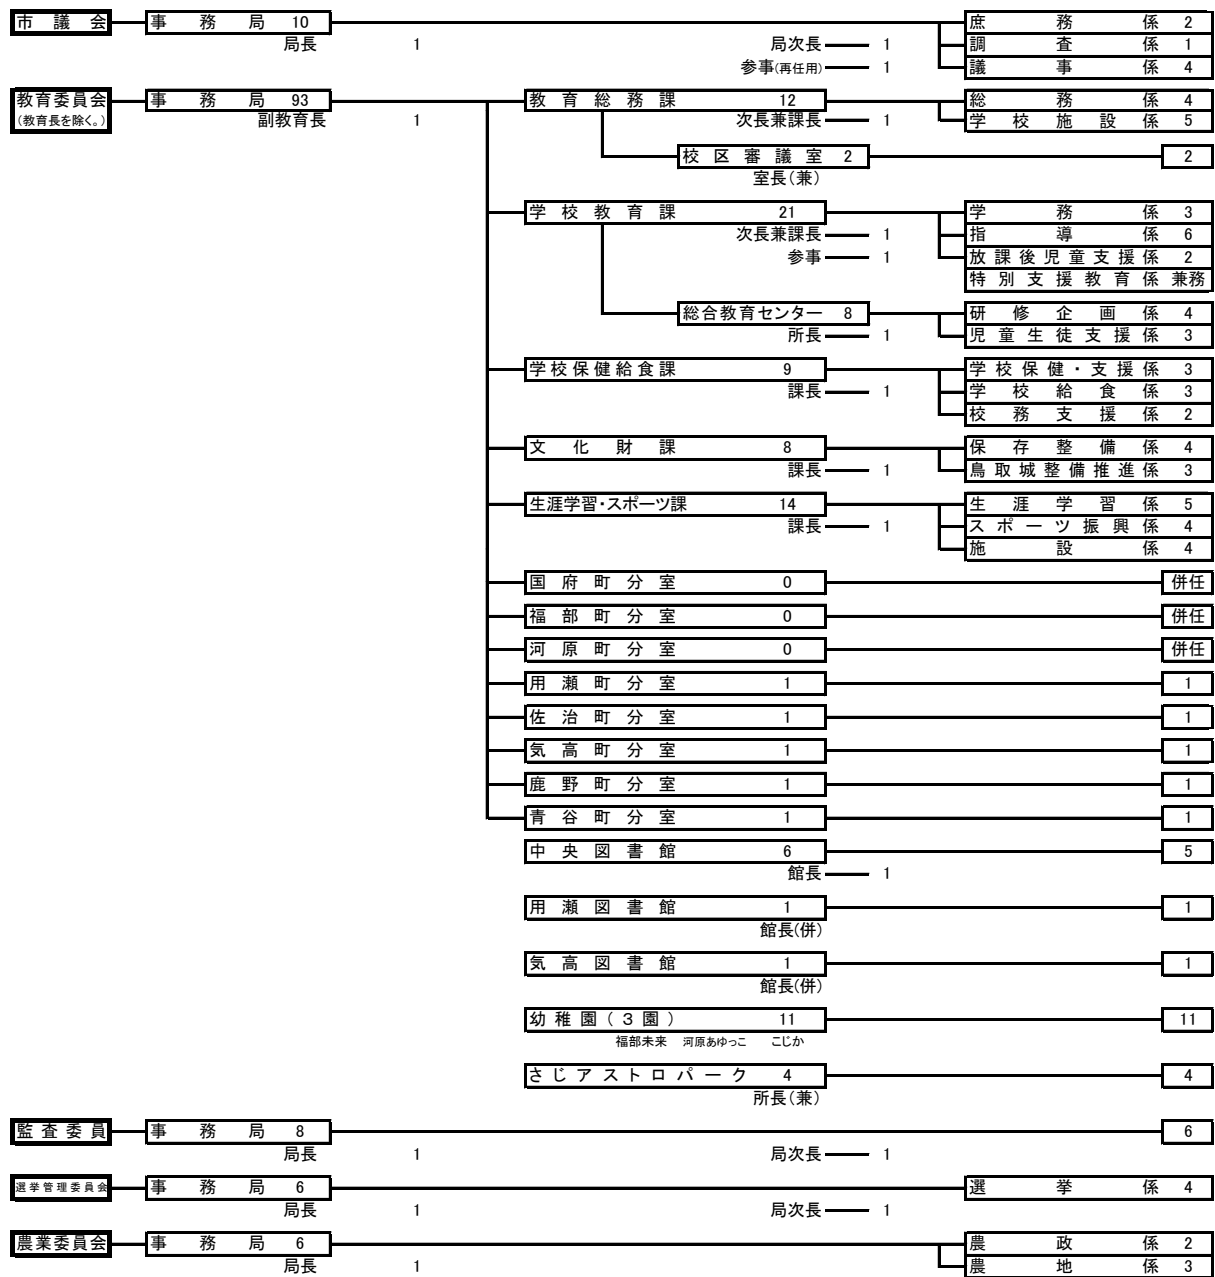 市議会 事務局 10 庶務係 2
局長 1 局次長 1 調査係 1
参事(再任用) 1 議事係 4
教育委員会 事務局 93 教育総務課 12 総務係 4
(教育長を除く。) 副教育長 1 次長兼課長 1 学校施設係 5
校区審議室 2 2
室長(兼)
学校教育課 21 学務係 3
次長兼課長 1 指導係 6
参事 1 放課後児童支援係 2
特別支援教育係 兼務
総合教育センター 8 研修企画係 4
所長 1 児童生徒支援係 3
学校保健給食課 9 学校保健・支援係 3
課長 1 学校給食係 3
校務支援係 2
文化財課 8 保存整備係 4
課長 1 鳥取城整備推進係 3
生涯学習・スポーツ課 14 生涯学習係 5
課長 1 スポーツ振興係 4
施設係 4
国府町分室 0 併任
福部町分室 0 併任
河原町分室 0 併任
用瀬町分室 1 1
佐治町分室 1 1
気高町分室 1 1
鹿野町分室 1 1
青谷町分室 1 1
中央図書館 6 5
館長 1
用瀬図書館 1 1
館長(併)
気高図書館 1 1
館長(併)
幼稚園(3園) 11 11
福部未来 河原あゆっこ こじか
さじアストロパーク 4 4
所長(兼)
監査委員 事務局 8 6
局長 1 局次長 1
選挙管理委員会 事務局 6 選挙係 4
局長 1 局次長 1
農業委員会 事務局 6 農政係 2
局長 1 農地係 3